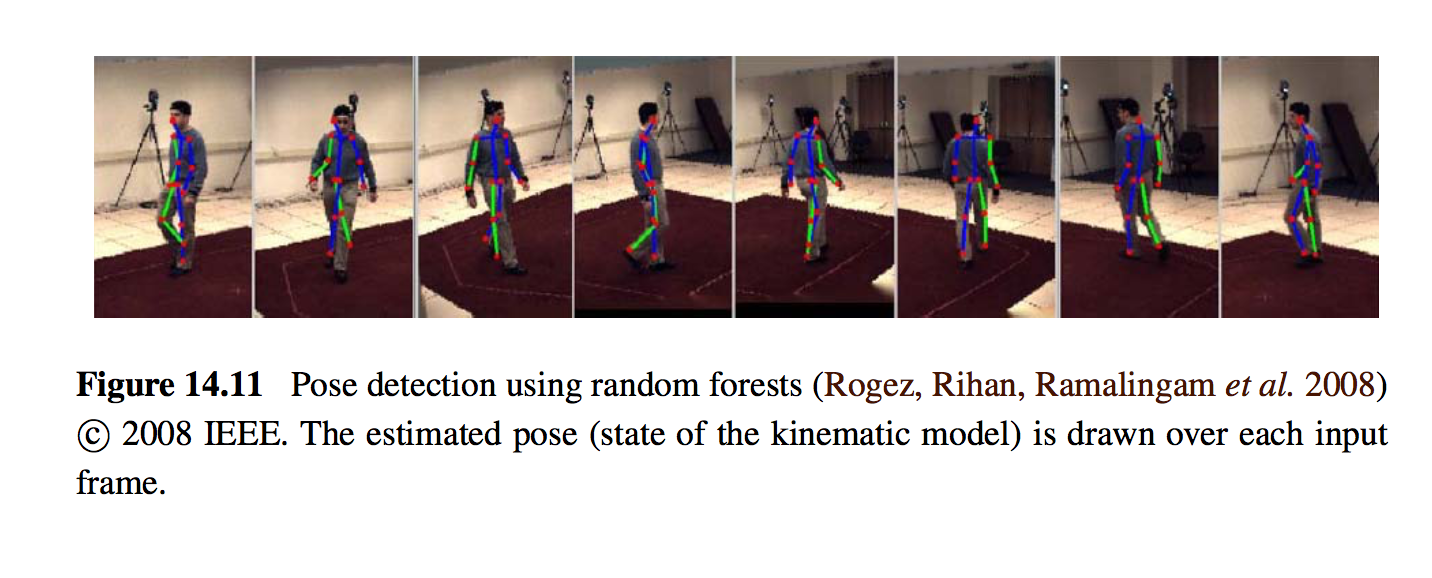 Figure 14.11 Pose detection using random forests (Rogez, Rihan, Ramalingam et al. 2008)
© 2008 IEEE. The estimated pose (state of the kinematic model) is drawn over each input
frame.